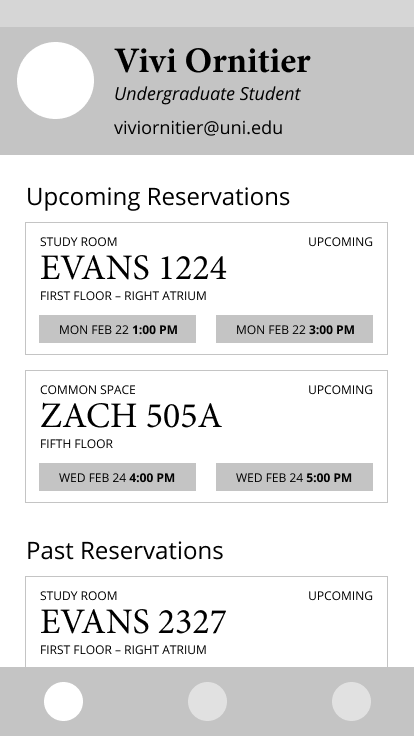 Vivi Ornitier
Undergraduate Student
viviornitier@uni.edu
Upcoming Reservations
STUDY ROOM UPCOMING
EVANS 1224
FIRST FLOOR – RIGHT ATRIUM
MON FEB 22 1:00 PM MON FEB 22 3:00 PM
COMMON SPACE UPCOMING
ZACH 505A
FIFTH FLOOR
WED FEB 24 4:00 PM WED FEB 24 5:00 PM
Past Reservations
STUDY ROOM UPCOMING
EVANS 2327
FIRST FLOOR – RIGHT ATRIUM